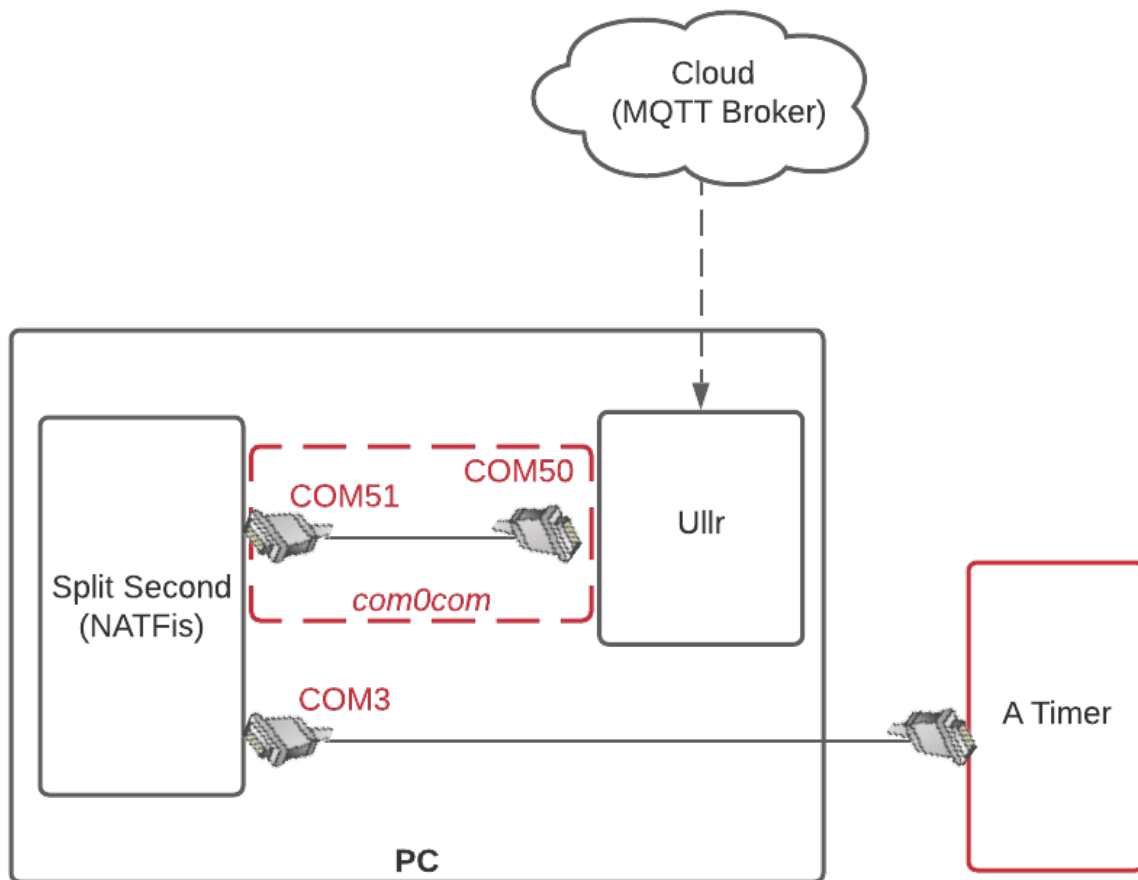 Cloud
(MQTT Broker)
COM50
COM51
Ullr
Split Second
(NATFis)
com0com
COM3
A Timer
PC